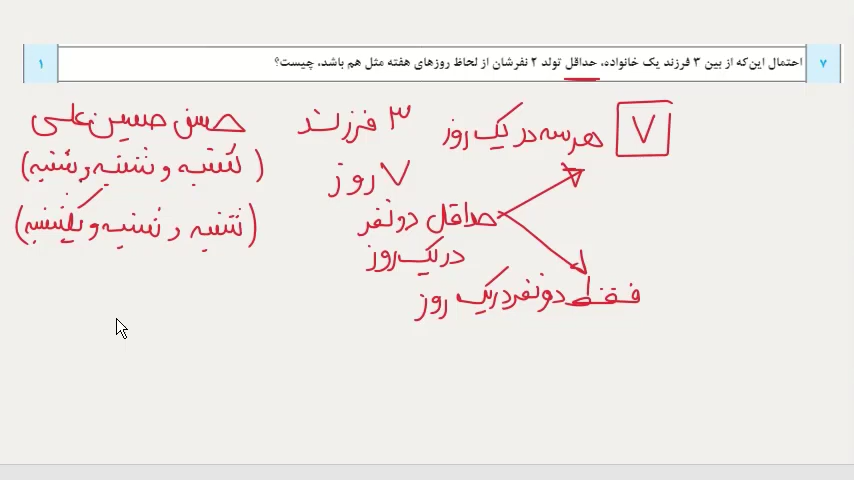 ۷ احتمال این‌که از بین ۳ فرزند یک خانواده، حداقل تولد ۲ نفرشان از لحاظ روزهای هفته مثل هم باشد، چیست؟ ۱
۳ فرزند
۷ روز
حداقل دو نفر
در یک روز
هر سه در یک روز ۷
فقط دو نفر در یک روز
حسن حسین علی
(شنبه و شنبه و شنبه)
(شنبه و شنبه و یکشنبه)